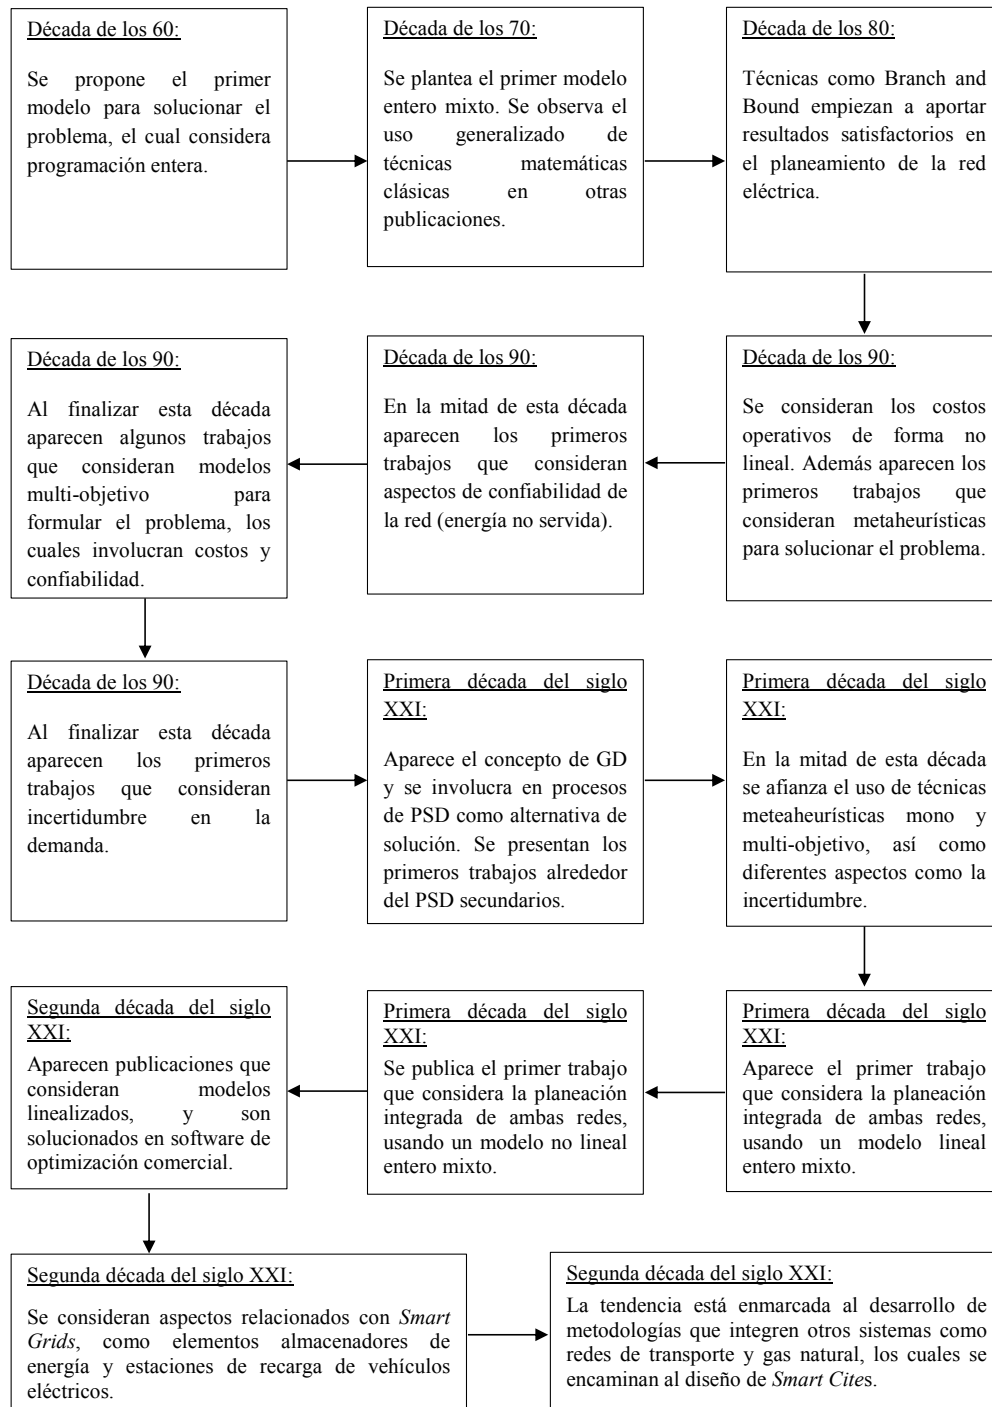 Década de los 60:
Se propone el primer
modelo para solucionar el
problema, el cual considera
programación entera.
Década de los 70:
Se plantea el primer modelo
entero mixto. Se observa el
uso generalizado de
técnicas matemáticas
clásicas en otras
publicaciones.
Década de los 80:
Técnicas como Branch and
Bound empiezan a aportar
resultados satisfactorios en
el planeamiento de la red
eléctrica.
Década de los 90:
Se consideran los costos
operativos de forma no
lineal. Además aparecen los
primeros trabajos que
consideran metaheurísticas
para solucionar el problema.
Década de los 90:
En la mitad de esta década
aparecen los primeros
trabajos que consideran
aspectos de confiabilidad de
la red (energía no servida).
Década de los 90:
Al finalizar esta década
aparecen algunos trabajos
que consideran modelos
multi-objetivo para
formular el problema, los
cuales involucran costos y
confiabilidad.
Década de los 90:
Al finalizar esta década
aparecen los primeros
trabajos que consideran
incertidumbre en la
demanda.
Primera década del siglo
XXI:
Aparece el concepto de GD
y se involucra en procesos
de PSD como alternativa de
solución. Se presentan los
primeros trabajos alrededor
del PSD secundarios.
Primera década del siglo
XXI:
En la mitad de esta década
se afianza el uso de técnicas
meteaheurísticas mono y
multi-objetivo, así como
diferentes aspectos como la
incertidumbre.
Primera década del siglo
XXI:
Aparece el primer trabajo
que considera la planeación
integrada de ambas redes,
usando un modelo lineal
entero mixto.
Primera década del siglo
XXI:
Se publica el primer trabajo
que considera la planeación
integrada de ambas redes,
usando un modelo no lineal
entero mixto.
Segunda década del siglo
XXI:
Aparecen publicaciones que
consideran modelos
linealizados, y son
solucionados en software de
optimización comercial.
Segunda década del siglo XXI:
Se consideran aspectos relacionados con Smart
Grids, como elementos almacenadores de
energía y estaciones de recarga de vehículos
eléctricos.
Segunda década del siglo XXI:
La tendencia está enmarcada al desarrollo de
metodologías que integren otros sistemas como
redes de transporte y gas natural, los cuales se
encaminan al diseño de Smart Cites.